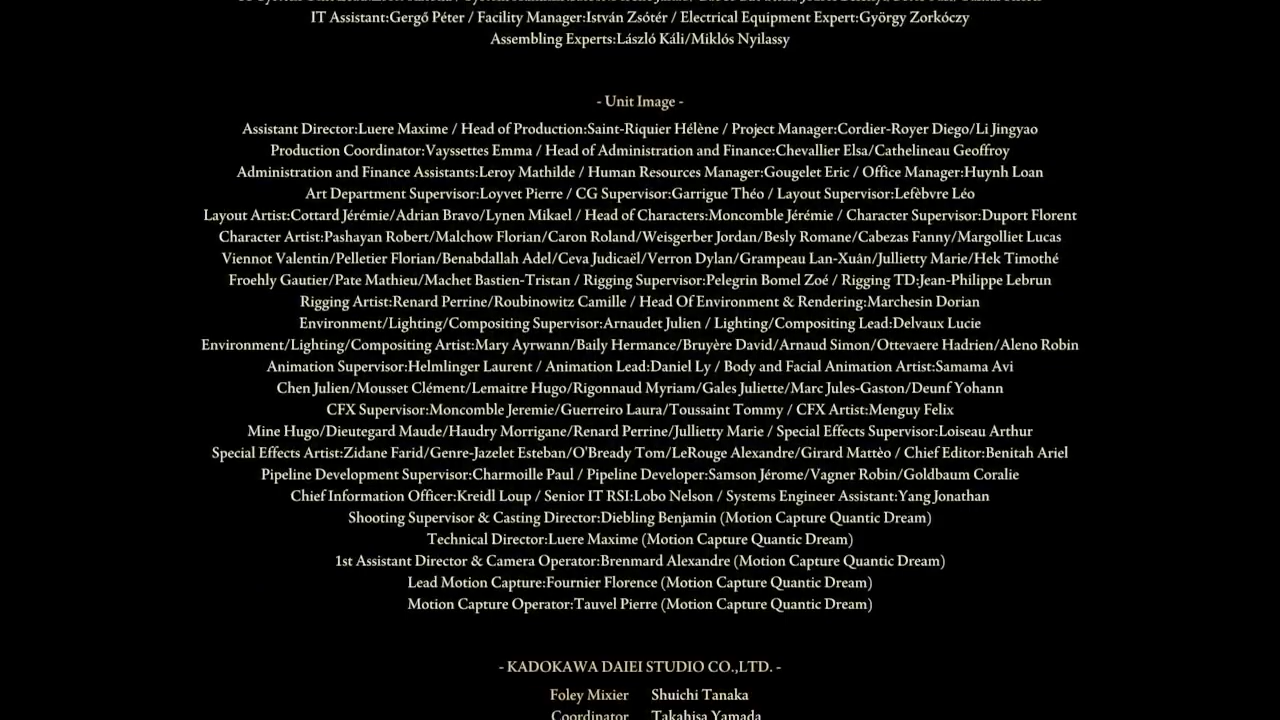 IT Assistant:Gergő Péter / Facility Manager:István Zsótér / Electrical Equipment Expert:György Zorkóczy
Assembling Experts:László Káli/Miklós Nyilassy
- Unit Image -
Assistant Director:Luere Maxime / Head of Production:Saint-Riquier Hélène / Project Manager:Cordier-Royer Diego/Li Jingyao
Production Coordinator:Vayssettes Emma / Head of Administration and Finance:Chevallier Elsa/Cathelineau Geoffroy
Administration and Finance Assistants:Leroy Mathilde / Human Resources Manager:Gougelet Eric / Office Manager:Huynh Loan
Art Department Supervisor:Loyvet Pierre / CG Supervisor:Garrigue Théo / Layout Supervisor:Lefèbvre Léo
Layout Artist:Cottard Jérémie/Adrian Bravo/Lynen Mikael / Head of Characters:Moncomble Jérémie / Character Supervisor:Duport Florent
Character Artist:Pashayan Robert/Malchow Florian/Caron Roland/Weisgerber Jordan/Besly Romane/Cabezas Fanny/Margolliet Lucas
Viennot Valentin/Pelletier Florian/Benabdallah Adel/Ceva Judicaël/Verron Dylan/Grampeau Lan-Xuân/Jullietty Marie/Hek Timothé
Froehly Gautier/Pate Mathieu/Machet Bastien-Tristan / Rigging Supervisor:Pelegrin Bomel Zoé / Rigging TD:Jean-Philippe Lebrun
Rigging Artist:Renard Perrine/Roubinowitz Camille / Head Of Environment & Rendering:Marchesin Dorian
Environment/Lighting/Compositing Supervisor:Arnaudet Julien / Lighting/Compositing Lead:Delvaux Lucie
Environment/Lighting/Compositing Artist:Mary Ayrwann/Baily Hermance/Bruyère David/Arnaud Simon/Ottevaere Hadrien/Aleno Robin
Animation Supervisor:Helmlinger Laurent / Animation Lead:Daniel Ly / Body and Facial Animation Artist:Samama Avi
Chen Julien/Mousset Clément/Lemaitre Hugo/Rigonnaud Myriam/Gales Juliette/Marc Jules-Gaston/Deunf Yohann
CFX Supervisor:Moncomble Jeremie/Guerreiro Laura/Toussaint Tommy / CFX Artist:Menguy Felix
Mine Hugo/Dieutegard Maude/Haudry Morrigane/Renard Perrine/Jullietty Marie / Special Effects Supervisor:Loiseau Arthur
Special Effects Artist:Zidane Farid/Genre-Jazelet Esteban/O'Bready Tom/LeRouge Alexandre/Girard Mattèo / Chief Editor:Benitah Ariel
Pipeline Development Supervisor:Charmoille Paul / Pipeline Developer:Samson Jérome/Vagner Robin/Goldbaum Coralie
Chief Information Officer:Kreidl Loup / Senior IT RSI:Lobo Nelson / Systems Engineer Assistant:Yang Jonathan
Shooting Supervisor & Casting Director:Diebling Benjamin (Motion Capture Quantic Dream)
Technical Director:Luere Maxime (Motion Capture Quantic Dream)
1st Assistant Director & Camera Operator:Brenmard Alexandre (Motion Capture Quantic Dream)
Lead Motion Capture:Fournier Florence (Motion Capture Quantic Dream)
Motion Capture Operator:Tauvel Pierre (Motion Capture Quantic Dream)
- KADOKAWA DAIEI STUDIO CO.,LTD. -
Foley Mixier Shuichi Tanaka
Coordinator Takahisa Yamada